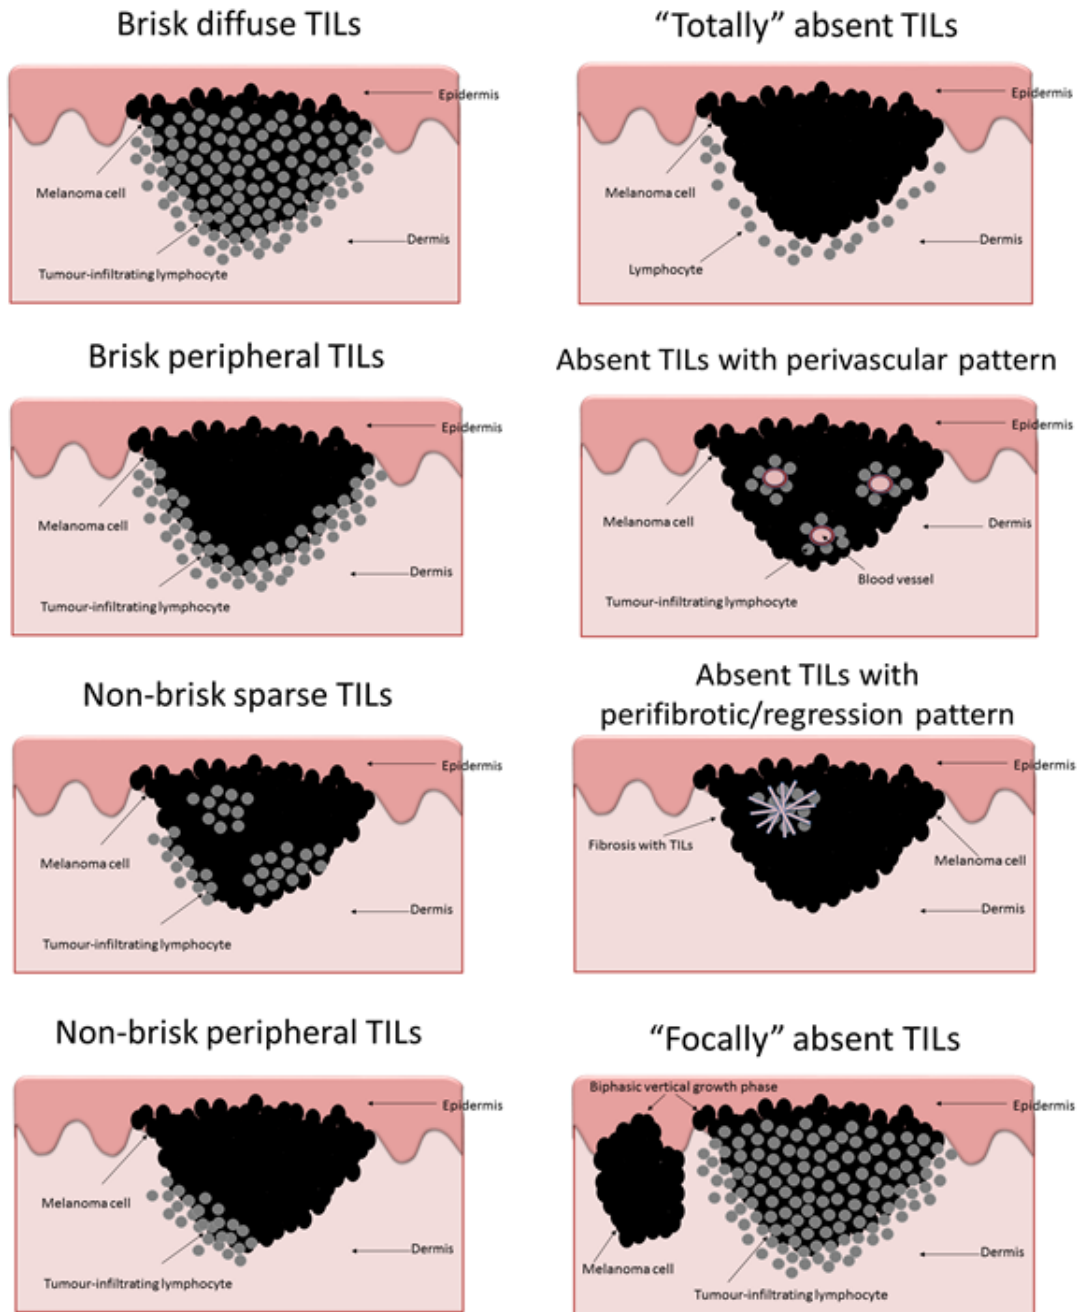 Brisk diffuse TILs
Epidermis
Melanoma cell
Dermis
Tumour-infiltrating lymphocyte
"Totally" absent TILs
Epidermis
Melanoma cell
Dermis
Lymphocyte
Brisk peripheral TILs
Epidermis
Melanoma cell
Dermis
Tumour-infiltrating lymphocyte
Absent TILs with perivascular pattern
Epidermis
Melanoma cell
Dermis
Blood vessel
Tumour-infiltrating lymphocyte
Non-brisk sparse TILs
Epidermis
Melanoma cell
Dermis
Tumour-infiltrating lymphocyte
Absent TILs with
perifibrotic/regression pattern
Epidermis
Fibrosis with TILs
Melanoma cell
Dermis
Non-brisk peripheral TILs
Epidermis
Melanoma cell
Dermis
Tumour-infiltrating lymphocyte
"Focally" absent TILs
Biphasic vertical growth phase
Epidermis
Dermis
Melanoma cell
Tumour-infiltrating lymphocyte